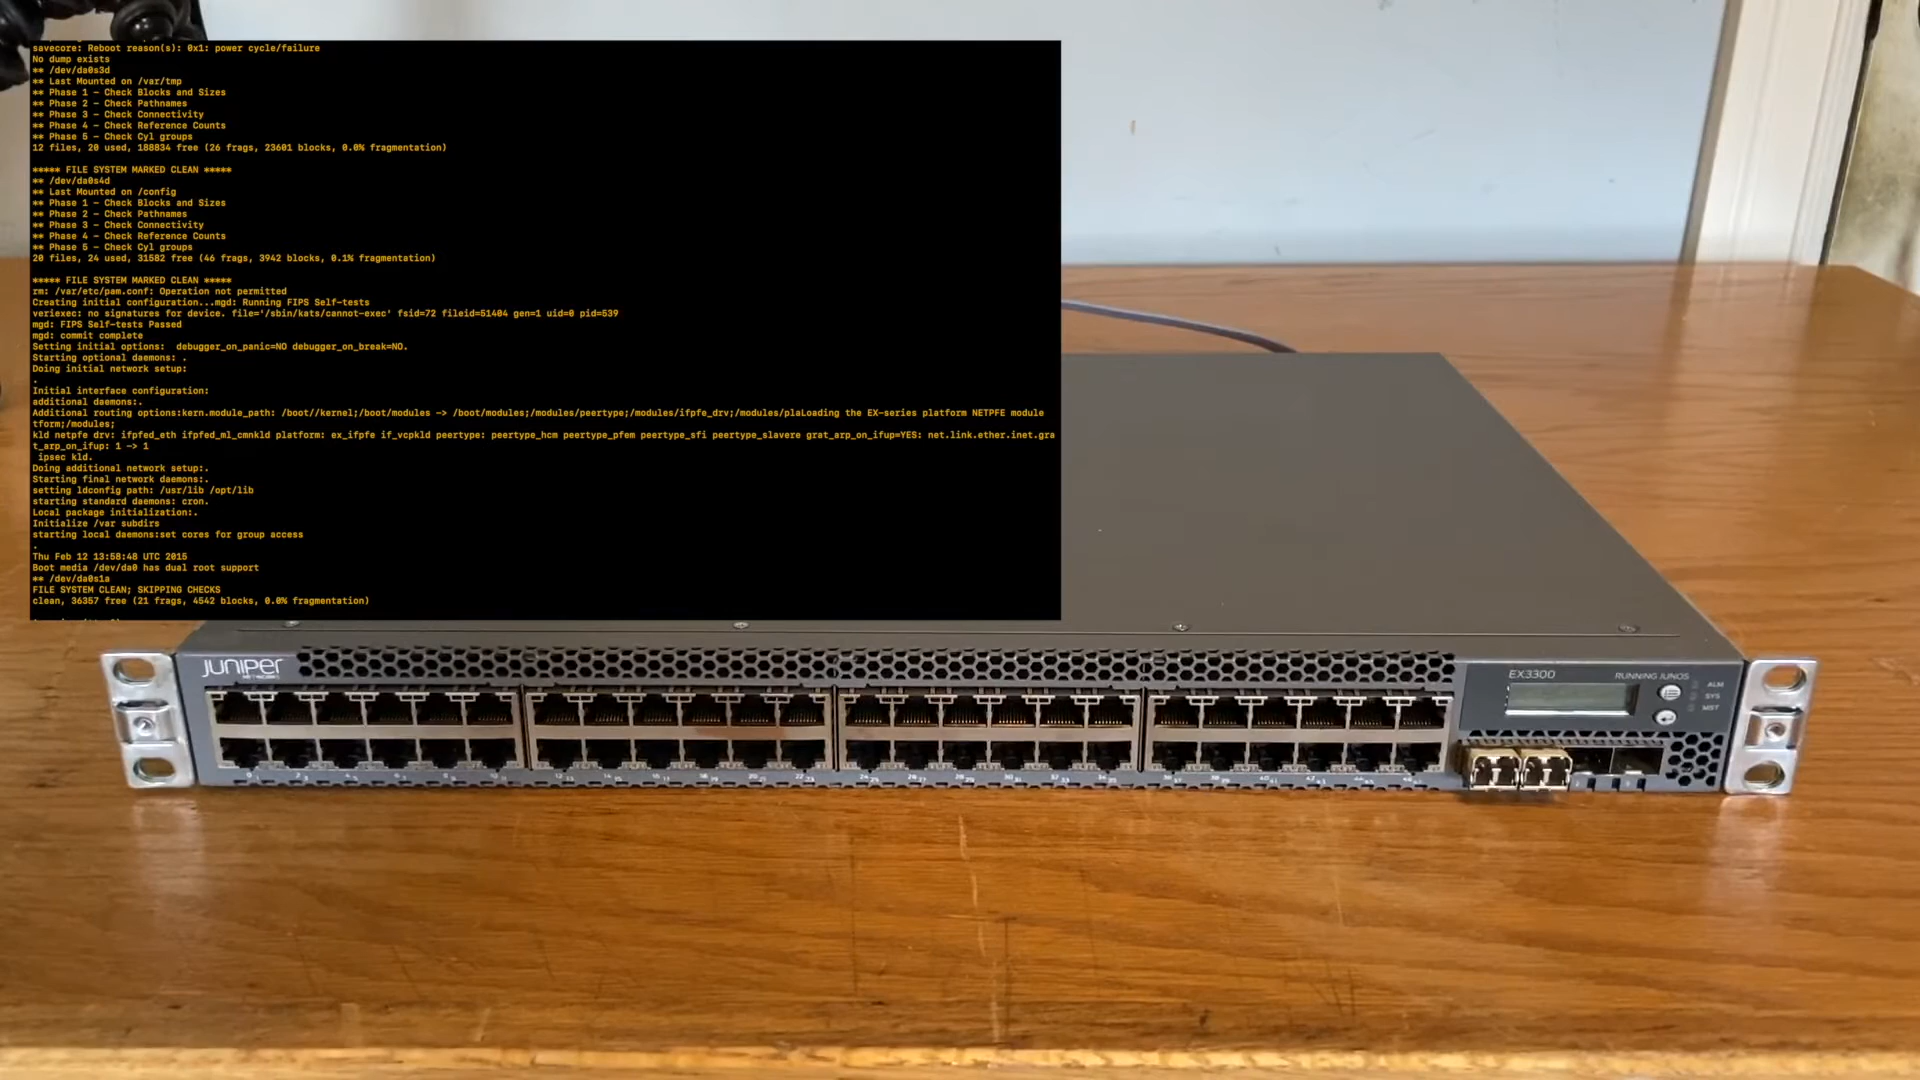 savecore: Reboot reason(s): 0x1: power cycle/failure
No dump exists
** /dev/da0s3d
** Last Mounted on /var/tmp
** Phase 1 - Check Blocks and Sizes
** Phase 2 - Check Pathnames
** Phase 3 - Check Connectivity
** Phase 4 - Check Reference Counts
** Phase 5 - Check Cyl groups
12 files, 20 used, 188834 free (26 frags, 23601 blocks, 0.0% fragmentation)
***** FILE SYSTEM MARKED CLEAN *****
** /dev/da0s4d
** Last Mounted on /config
** Phase 1 - Check Blocks and Sizes
** Phase 2 - Check Pathnames
** Phase 3 - Check Connectivity
** Phase 4 - Check Reference Counts
** Phase 5 - Check Cyl groups
20 files, 24 used, 31582 free (46 frags, 3942 blocks, 0.1% fragmentation)
***** FILE SYSTEM MARKED CLEAN *****
rm: /var/etc/pam.conf: Operation not permitted
Creating initial configuration...mgd: Running FIPS Self-tests
veriexec: no signatures for device. file='/sbin/kats/cannot-exec' fsid=72 fileid=51404 gen=1 uid=0 pid=539
mgd: FIPS Self-tests Passed
mgd: commit complete
Setting initial options:  debugger_on_panic=NO debugger_on_break=NO.
Starting optional daemons: .
Doing initial network setup:
.
Initial interface configuration:
additional daemons:.
Additional routing options:kern.module_path: /boot//kernel;/boot/modules -> /boot/modules;/modules/peertype;/modules/ifpfe_drv;/modules/plaLoading the EX-series platform NETPFE module
tform;/modules;
kld netpfe drv: ifpfed_eth ifpfed_ml_cmnkld platform: ex_ifpfe if_vcpkld peertype: peertype_hcm peertype_pfem peertype_sfi peertype_slavere grat_arp_on_ifup=YES: net.link.ether.inet.gra
t_arp_on_ifup: 1 -> 1
ipsec kld.
Doing additional network setup:.
Starting final network daemons:.
setting ldconfig path: /usr/lib /opt/lib
starting standard daemons: cron.
Local package initialization:.
Initialize /var subdirs
starting local daemons:set cores for group access
.
Thu Feb 12 13:58:48 UTC 2015
Boot media /dev/da0 has dual root support
** /dev/da0s1a
FILE SYSTEM CLEAN; SKIPPING CHECKS
clean, 36357 free (21 frags, 4542 blocks, 0.0% fragmentation)
JUNIPER
NETWORKS
EX3300 RUNNING JUNOS
ALM
SYS
MST